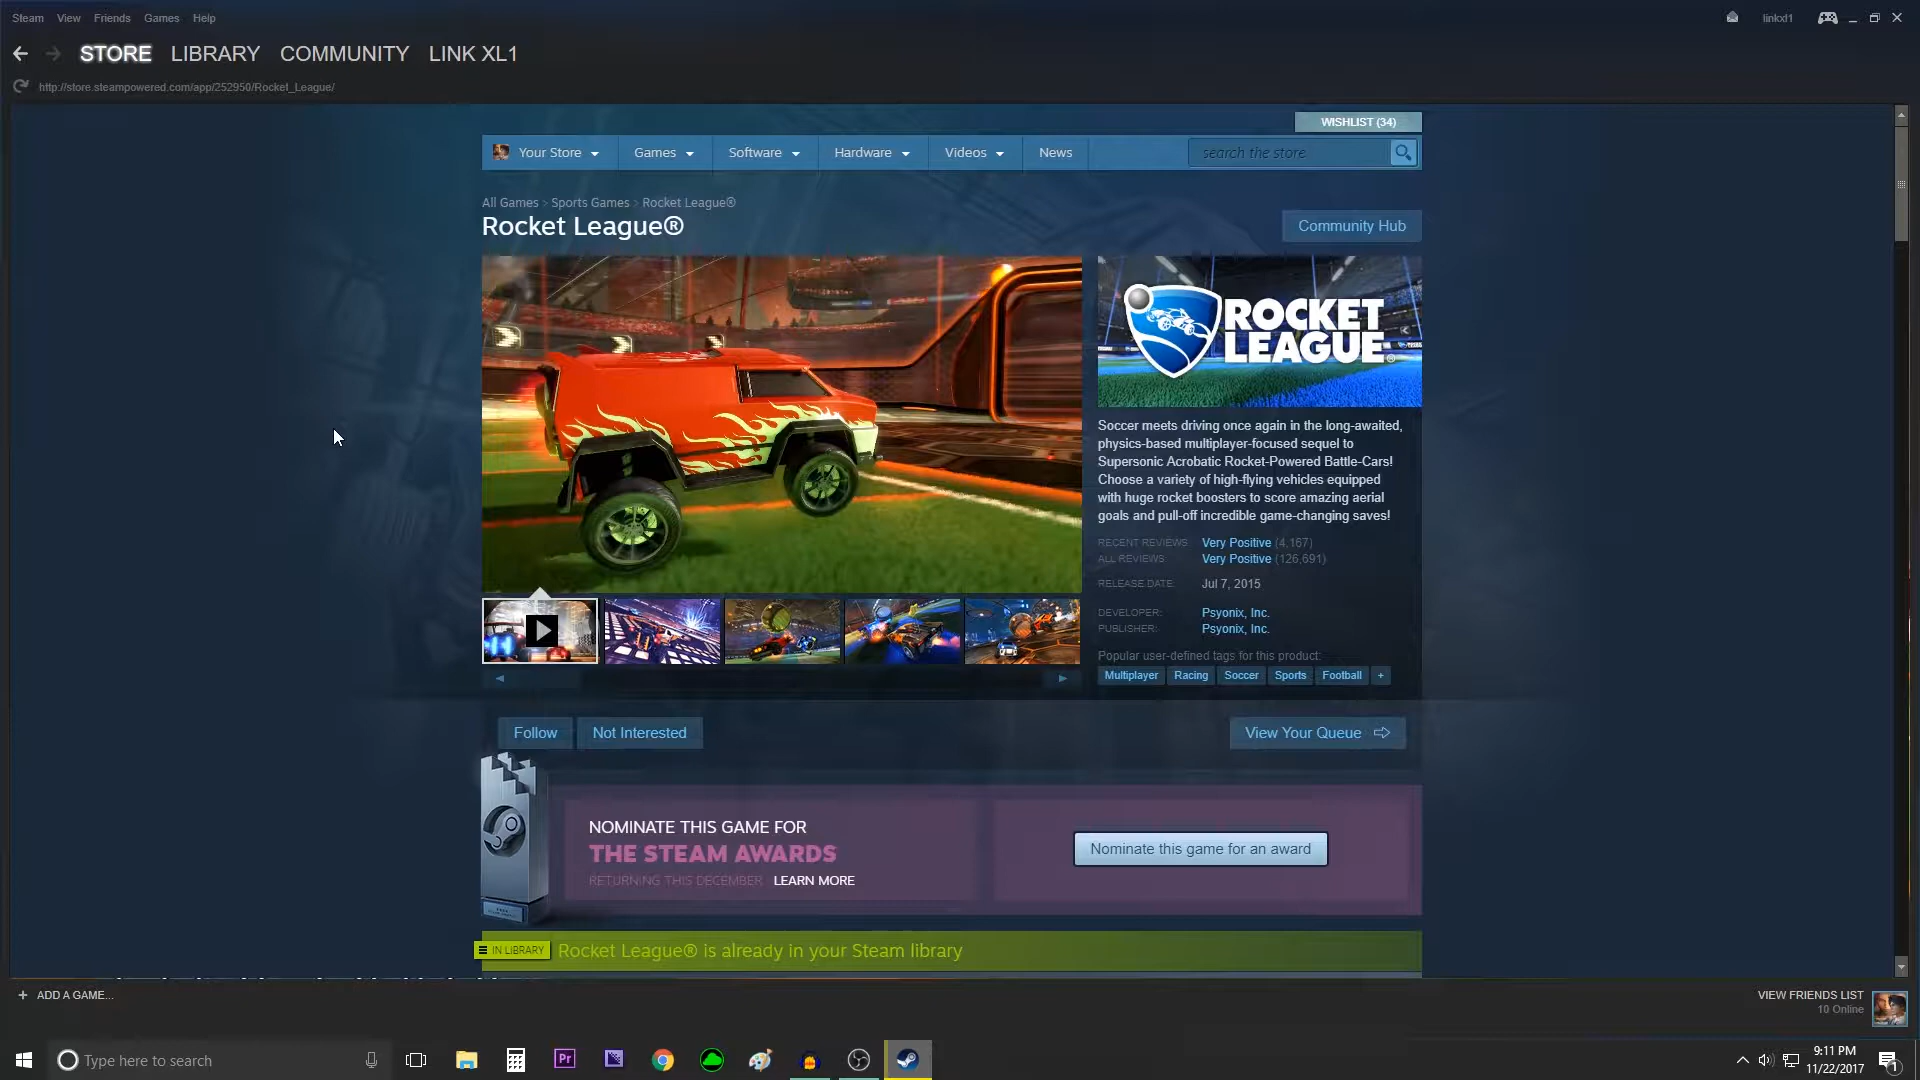 Steam View Friends Games Help
linkxl1
STORE LIBRARY COMMUNITY LINK XL1
http://store.steampowered.com/app/252950/Rocket_League/
WISHLIST (34)
Your Store Games Software Hardware Videos News
search the store
All Games > Sports Games > Rocket League®
Rocket League®
Community Hub
ROCKET
LEAGUE®
Soccer meets driving once again in the long-awaited,
physics-based multiplayer-focused sequel to
Supersonic Acrobatic Rocket-Powered Battle-Cars!
Choose a variety of high-flying vehicles equipped
with huge rocket boosters to score amazing aerial
goals and pull-off incredible game-changing saves!
RECENT REVIEWS: Very Positive (4,167)
ALL REVIEWS: Very Positive (126,691)
RELEASE DATE: Jul 7, 2015
DEVELOPER: Psyonix, Inc.
PUBLISHER: Psyonix, Inc.
Popular user-defined tags for this product:
Multiplayer Racing Soccer Sports Football +
Follow Not Interested
View Your Queue
NOMINATE THIS GAME FOR
THE STEAM AWARDS
RETURNING THIS DECEMBER LEARN MORE
Nominate this game for an award
IN LIBRARY Rocket League® is already in your Steam library
+ ADD A GAME...
VIEW FRIENDS LIST
10 Online
Type here to search
Pr
9:11 PM
11/22/2017
1